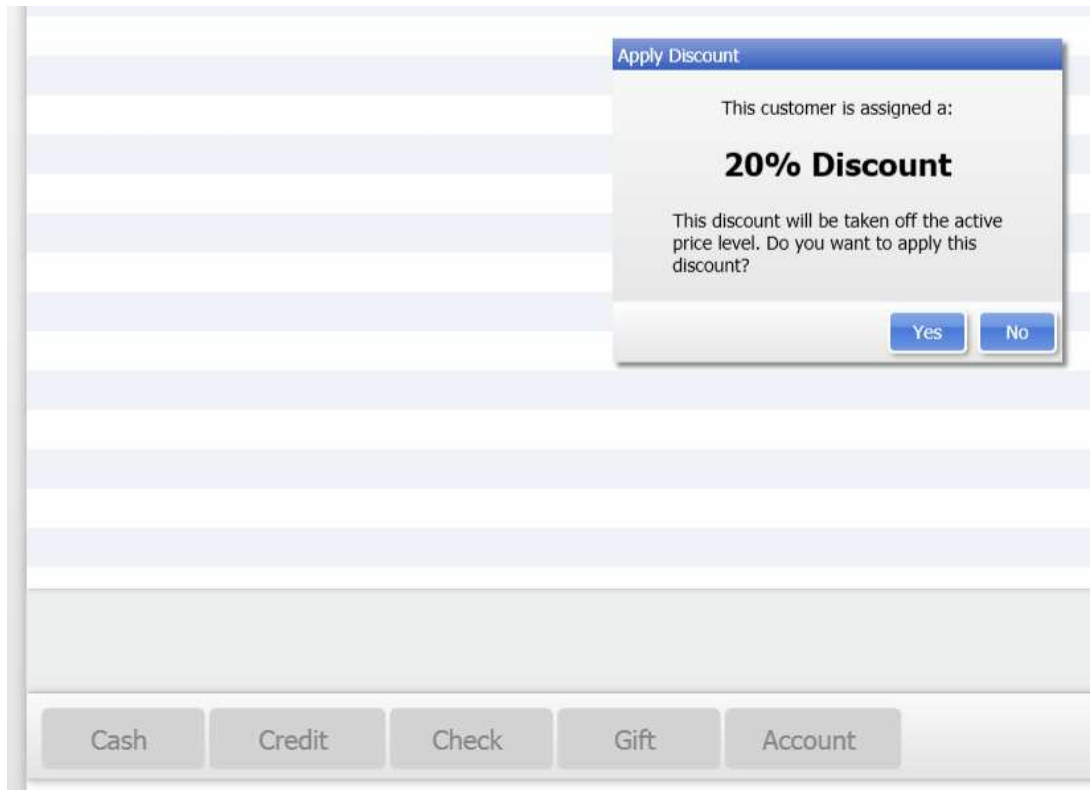 Apply Discount
This customer is assigned a:
20% Discount
This discount will be taken off the active
price level. Do you want to apply this
discount?
Yes No
Cash Credit Check Gift Account